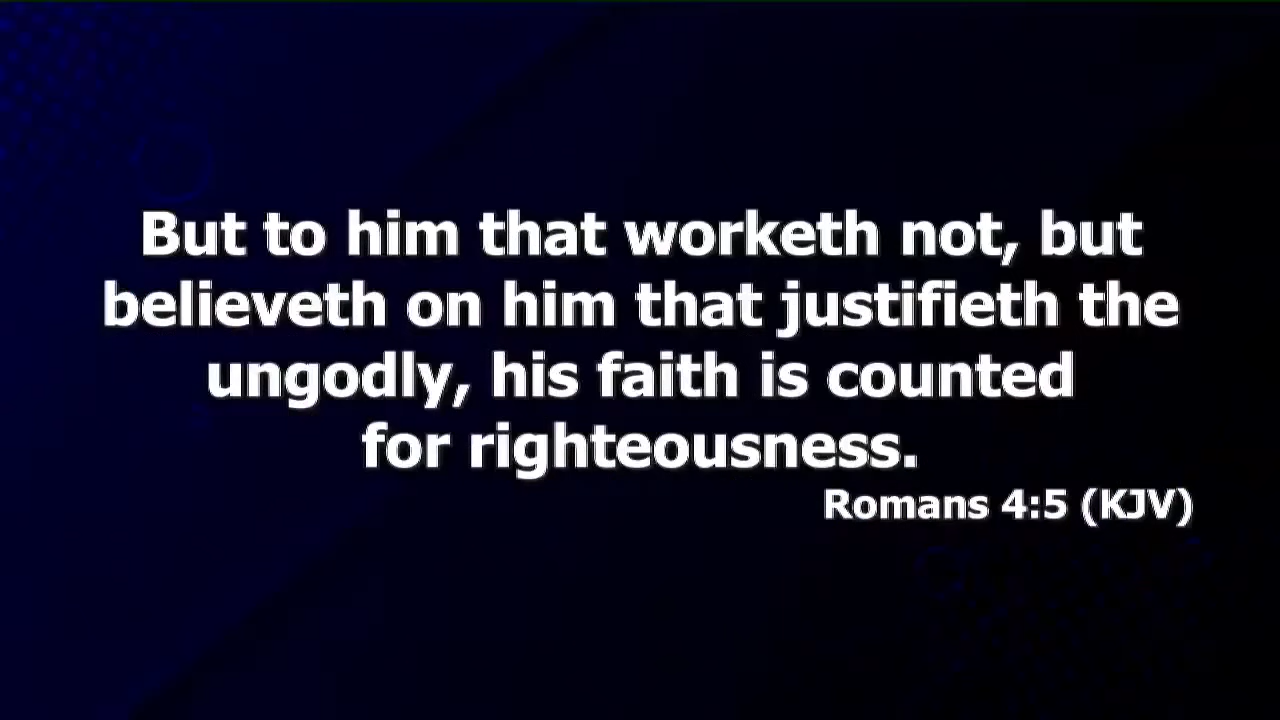 But to him that worketh not, but
believeth on him that justifieth the
ungodly, his faith is counted
for righteousness.
Romans 4:5 (KJV)